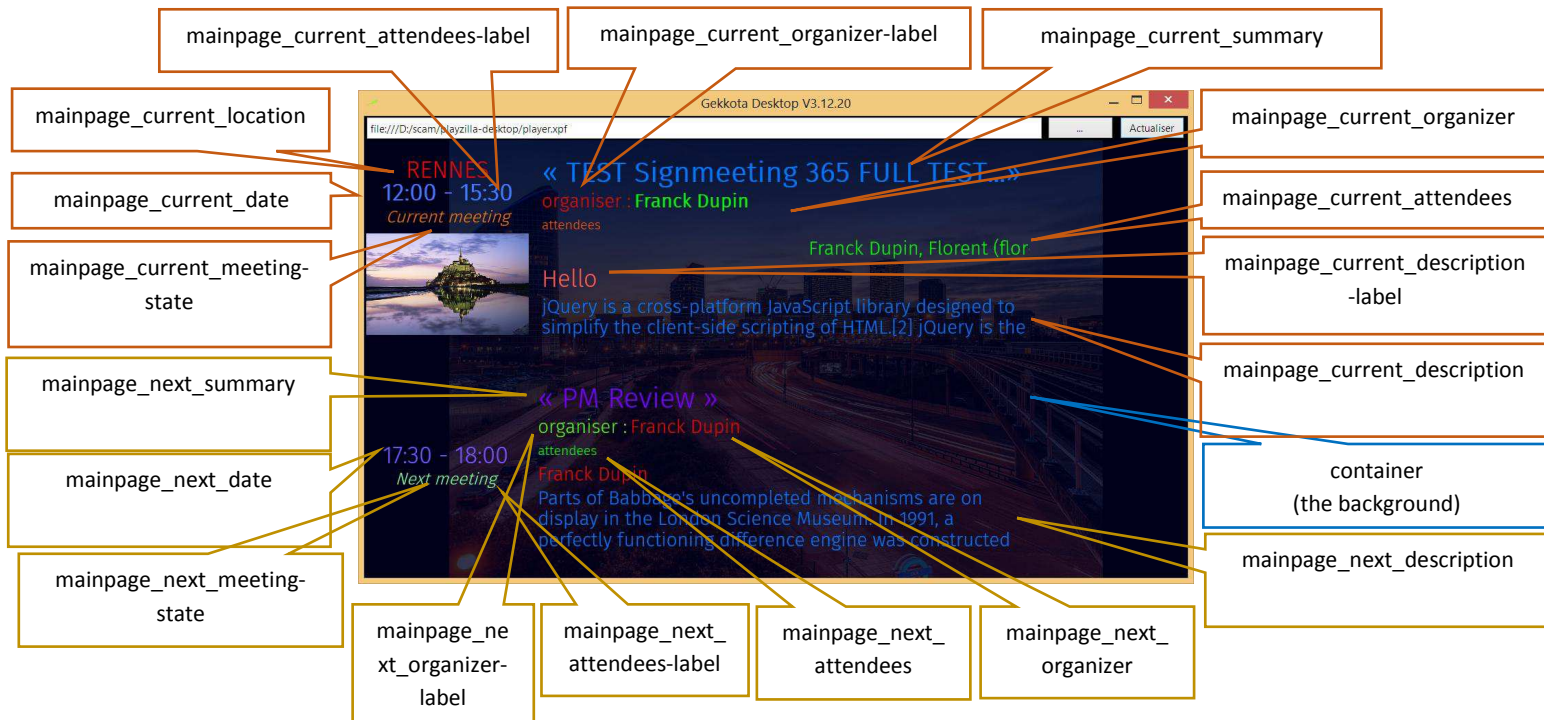 mainpage_current_attendees-label
mainpage_current_organizer-label
mainpage_current_summary
mainpage_current_location
mainpage_current_date
mainpage_current_meeting-
state
mainpage_next_summary
mainpage_next_date
mainpage_next_meeting-
state
Gekkota Desktop V3.12.20
file:///D:/scam/playzilla-desktop/player.xpf
...
Actualiser
RENNES
12:00 - 15:30
Current meeting
« TEST Signmeeting 365 FULL TEST...»
organiser : Franck Dupin
attendees
Franck Dupin, Florent (flor
Hello
jQuery is a cross-platform JavaScript library designed to
simplify the client-side scripting of HTML.[2] jQuery is the
« PM Review »
organiser : Franck Dupin
attendees
17:30 - 18:00
Next meeting
Franck Dupin
Parts of Babbage's uncompleted mechanisms are on
display in the London Science Museum. In 1991, a
perfectly functioning difference engine was constructed
mainpage_current_organizer
mainpage_current_attendees
mainpage_current_description
-label
mainpage_current_description
container
(the background)
mainpage_next_description
mainpage_ne
xt_organizer-
label
mainpage_next_
attendees-label
mainpage_next_
attendees
mainpage_next_
organizer